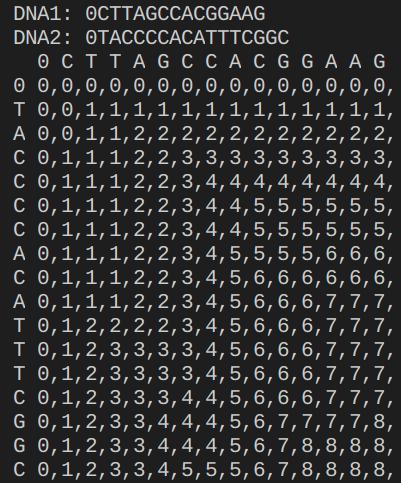 DNA1: 0CTTAGCCACGGAAG
DNA2: 0TACCCCACATTTCGGC
0 C T T A G C C A C G G A A G
0 0,0,0,0,0,0,0,0,0,0,0,0,0,0,0,
T 0,0,1,1,1,1,1,1,1,1,1,1,1,1,1,
A 0,0,1,1,2,2,2,2,2,2,2,2,2,2,2,
C 0,1,1,1,2,2,3,3,3,3,3,3,3,3,3,
C 0,1,1,1,2,2,3,4,4,4,4,4,4,4,4,
C 0,1,1,1,2,2,3,4,4,5,5,5,5,5,5,
C 0,1,1,1,2,2,3,4,4,5,5,5,5,5,5,
A 0,1,1,1,2,2,3,4,5,5,5,5,6,6,6,
C 0,1,1,1,2,2,3,4,5,6,6,6,6,6,6,
A 0,1,1,1,2,2,3,4,5,6,6,6,7,7,7,
T 0,1,2,2,2,2,3,4,5,6,6,6,7,7,7,
T 0,1,2,3,3,3,3,4,5,6,6,6,7,7,7,
T 0,1,2,3,3,3,3,4,5,6,6,6,7,7,7,
C 0,1,2,3,3,3,4,4,5,6,6,6,7,7,7,
G 0,1,2,3,3,4,4,4,5,6,7,7,7,7,8,
G 0,1,2,3,3,4,4,4,5,6,7,8,8,8,8,
C 0,1,2,3,3,4,5,5,5,6,7,8,8,8,8,